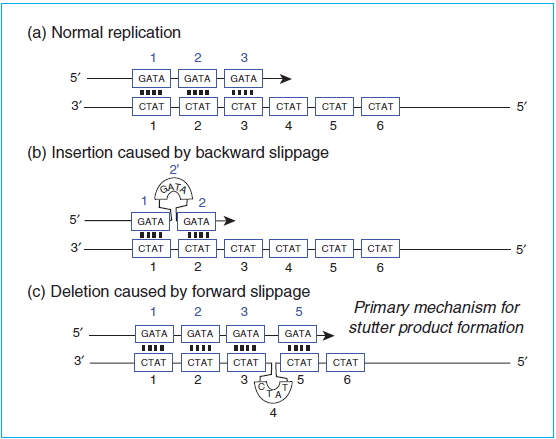 (a) Normal replication
1 2 3
5′ GATA GATA GATA
3′ CTAT CTAT CTAT CTAT CTAT CTAT 5′
1 2 3 4 5 6
(b) Insertion caused by backward slippage
2'
GATA
1 2
5′ GATA GATA
3′ CTAT CTAT CTAT CTAT CTAT CTAT 5′
1 2 3 4 5 6
(c) Deletion caused by forward slippage
Primary mechanism for
stutter product formation
1 2 3 5
5′ GATA GATA GATA GATA
3′ CTAT CTAT CTAT CTAT CTAT 5′
1 2 3 5 6
CTAT
4